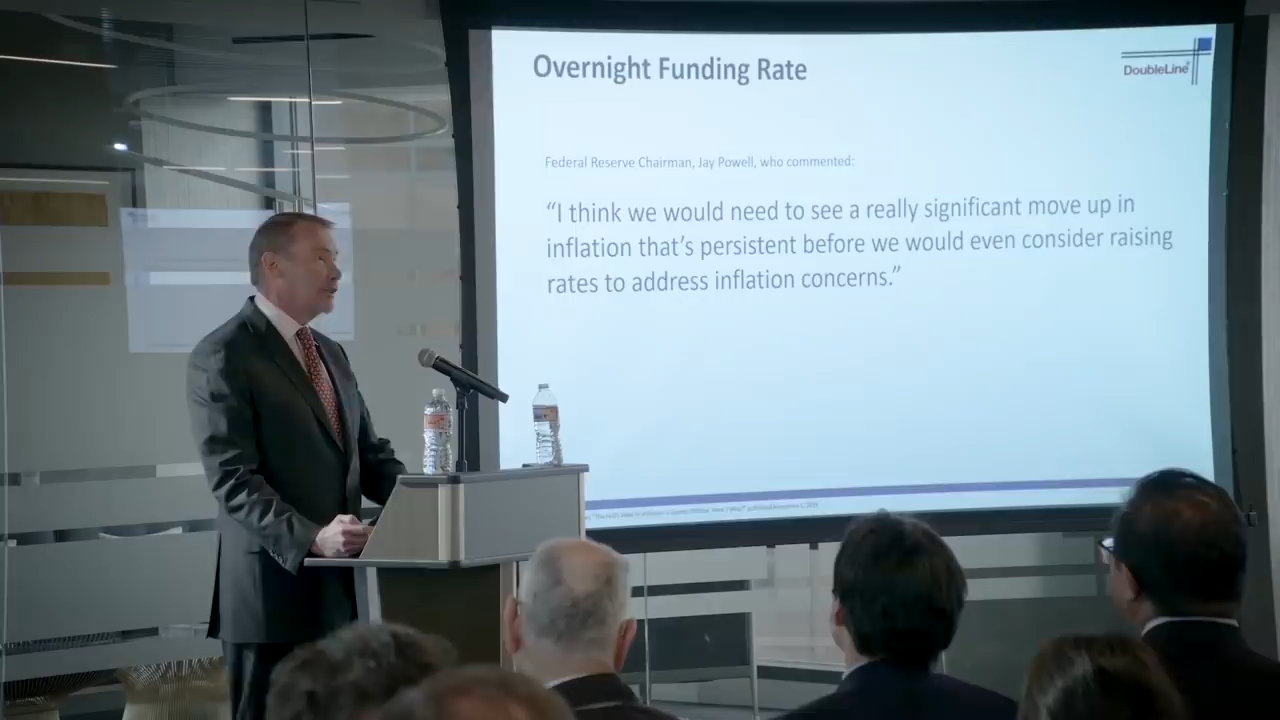 Overnight Funding Rate
DoubleLine®
Federal Reserve Chairman, Jay Powell, who commented:
“I think we would need to see a really significant move up in
inflation that’s persistent before we would even consider raising
rates to address inflation concerns.”